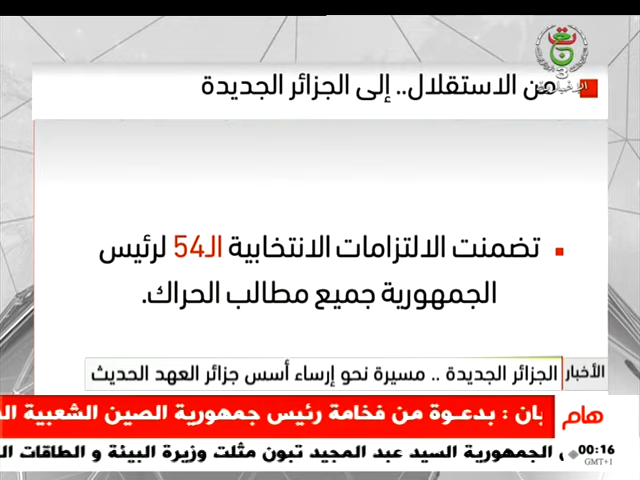 من الاستقلال.. إلى الجزائر الجديدة
الإخبارية
3
تضمنت الالتزامات الانتخابية الـ54 لرئيس
الجمهورية جميع مطالب الحراك.
الأخبار
الجزائر الجديدة .. مسيرة نحو إرساء أسس جزائر العهد الحديث
هام
: بدعوة من فخامة رئيس جمهورية الصين الشعبية
00:16
GMT+1
الجمهورية السيد عبد المجيد تبون مثلت وزيرة البيئة و الطاقات